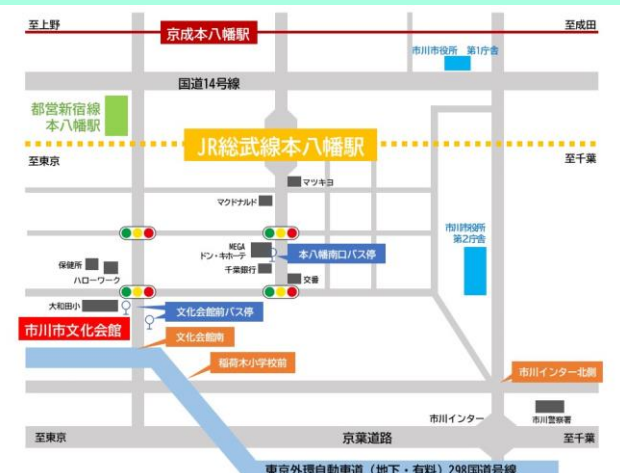 至上野
至成田
京成本八幡駅
市川市役所 第1庁舎
国道14号線
都営新宿線
本八幡駅
JR総武線本八幡駅
至東京
至千葉
マツキヨ
マクドナルド
市川市役所
第2庁舎
MEGA
ドン・キホーテ
本八幡南口バス停
保健所
千葉銀行
ハローワーク
交番
大和田小
文化会館前バス停
市川市文化会館
文化会館南
稲荷木小学校前
市川インター北側
市川インター
市川警察署
至東京
京葉道路
至千葉
東京外環自動車道（地下・有料）298国道号線